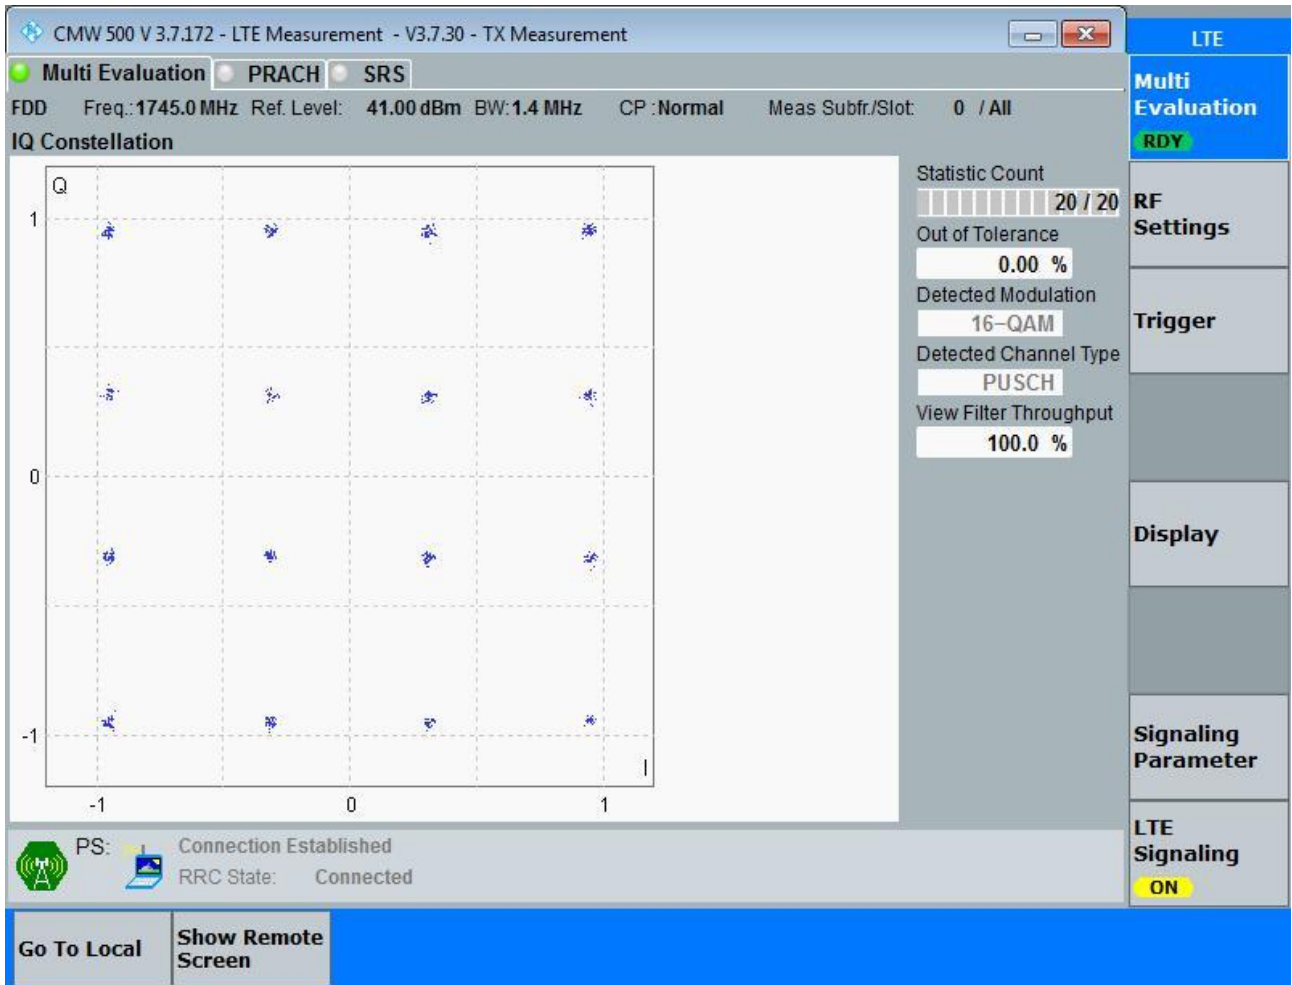 CMW 500 V 3.7.172 - LTE Measurement - V3.7.30 - TX Measurement
LTE
Multi Evaluation PRACH SRS
Multi
Evaluation
RDY
FDD Freq.:1745.0 MHz Ref. Level: 41.00 dBm BW:1.4 MHz CP :Normal Meas Subfr./Slot: 0 / All
IQ Constellation
Q
1
0
-1
-1 0 1
I
Statistic Count
20 / 20
Out of Tolerance
0.00 %
Detected Modulation
16-QAM
Detected Channel Type
PUSCH
View Filter Throughput
100.0 %
RF
Settings
Trigger
Display
Signaling
Parameter
LTE
Signaling
ON
PS: Connection Established
RRC State: Connected
Go To Local
Show Remote
Screen